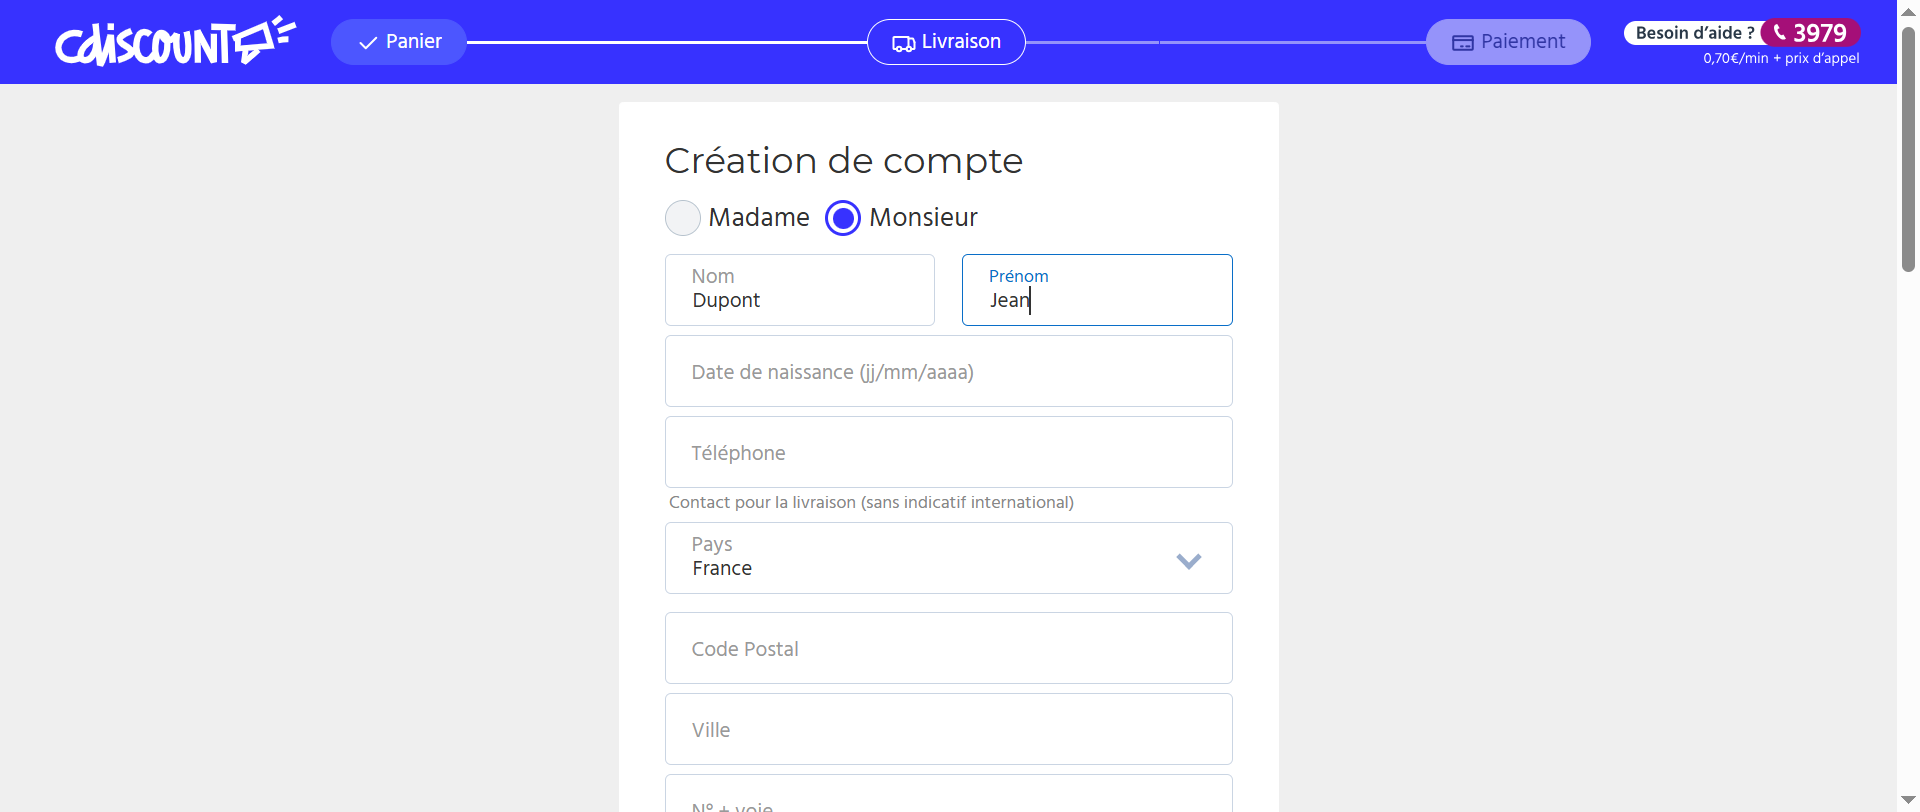 Cdiscount
Panier
Livraison
Paiement
Besoin d'aide ? 3979
0,70€/min + prix d'appel
Création de compte
Madame Monsieur
Nom Prénom
Dupont Jean
Date de naissance (jj/mm/aaaa)
Téléphone
Contact pour la livraison (sans indicatif international)
Pays
France
Code Postal
Ville
N° + voie